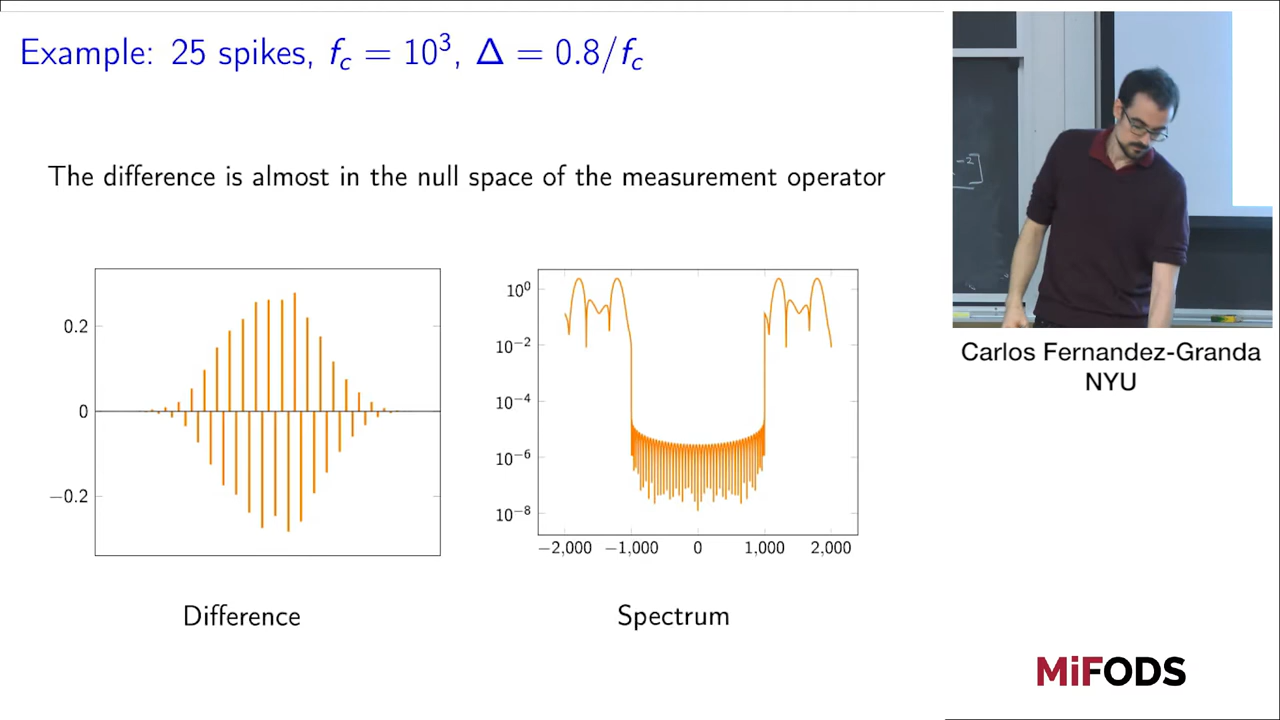 Example: 25 spikes, f_c = 10³, Δ = 0.8/f_c
The difference is almost in the null space of the measurement operator
0.2
0
−0.2
Difference
10⁰
10⁻²
10⁻⁴
10⁻⁶
10⁻⁸
−2,000 −1,000 0 1,000 2,000
Spectrum
Carlos Fernandez-Granda
NYU
MiFODS